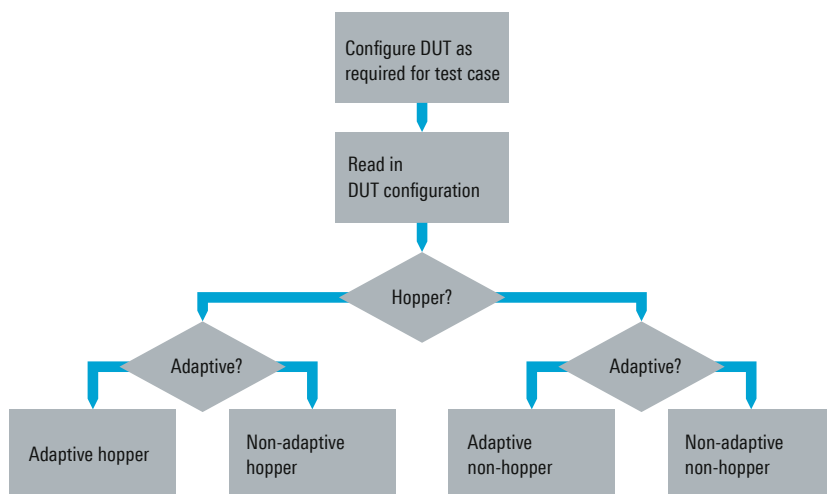 Configure DUT as
required for test case
Read in
DUT configuration
Hopper?
Adaptive?
Adaptive?
Adaptive hopper
Non-adaptive
hopper
Adaptive
non-hopper
Non-adaptive
non-hopper